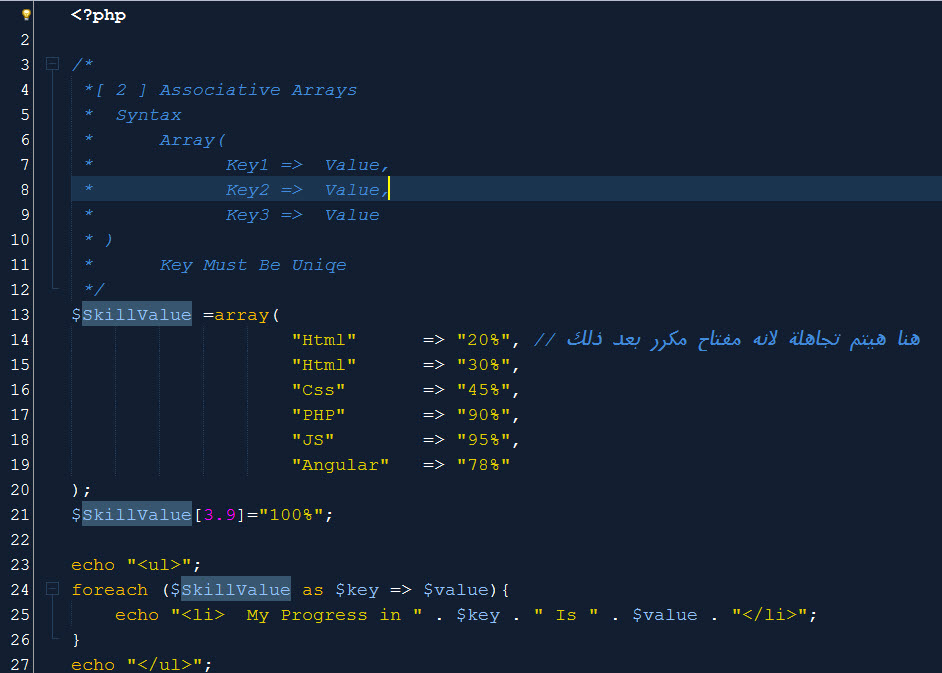 <?php
2
3 /*
4 *[ 2 ] Associative Arrays
5 * Syntax
6 * Array(
7 * Key1 => Value,
8 * Key2 => Value,
9 * Key3 => Value
10 * )
11 * Key Must Be Uniqe
12 */
13 $SkillValue =array(
14 "Html" => "20%", // هنا هيتم تجاهلة لانه مفتاح مكرر بعد ذلك
15 "Html" => "30%",
16 "Css" => "45%",
17 "PHP" => "90%",
18 "JS" => "95%",
19 "Angular" => "78%"
20 );
21 $SkillValue[3.9]="100%";
22
23 echo "<ul>";
24 foreach ($SkillValue as $key => $value){
25 echo "<li>  My Progress in " . $key . " Is " . $value . "</li>";
26 }
27 echo "</ul>";